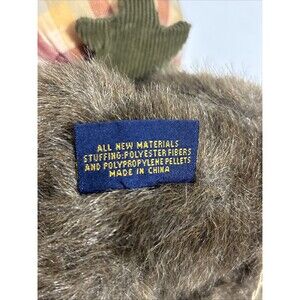 ALL NEW MATERIALS
STUFFING:POLYESTER FIBERS
AND POLYPROPYLENE PELLETS
MADE IN CHINA